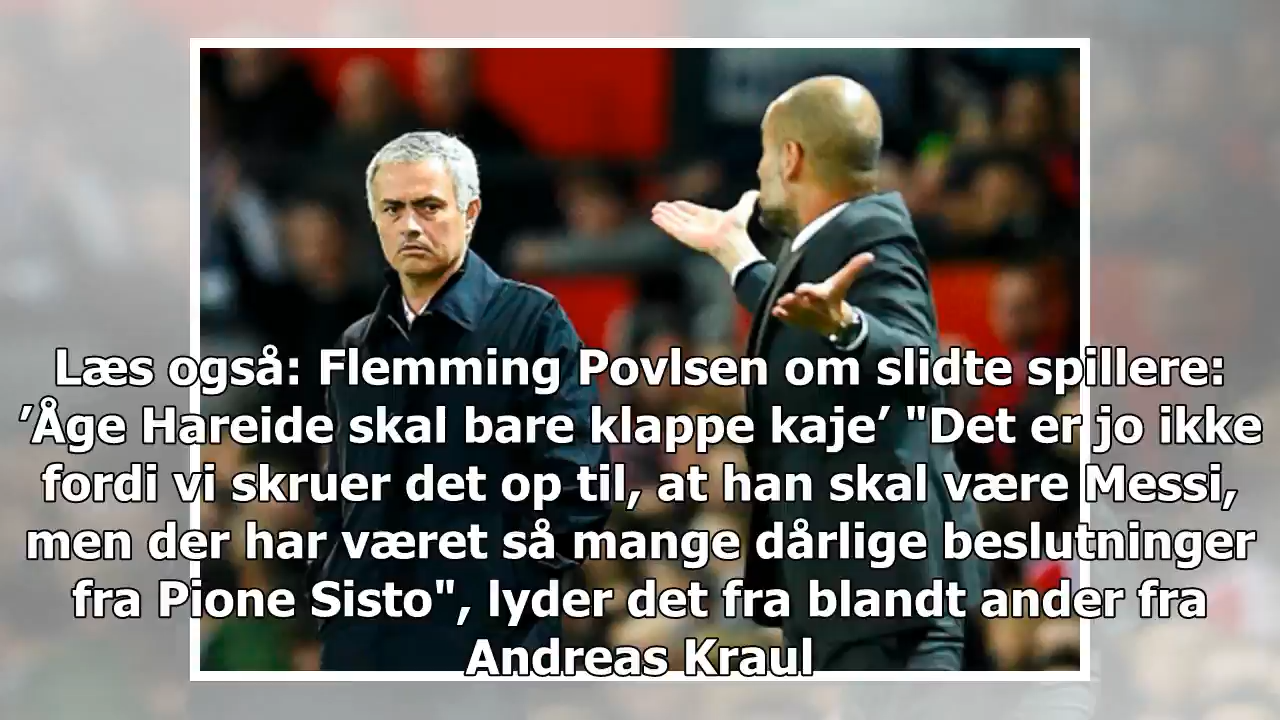 Læs også: Flemming Povlsen om slidte spillere:
’Åge Hareide skal bare klappe kaje’ "Det er jo ikke
fordi vi skruer det op til, at han skal være Messi,
men der har været så mange dårlige beslutninger
fra Pione Sisto", lyder det fra blandt ander fra
Andreas Kraul